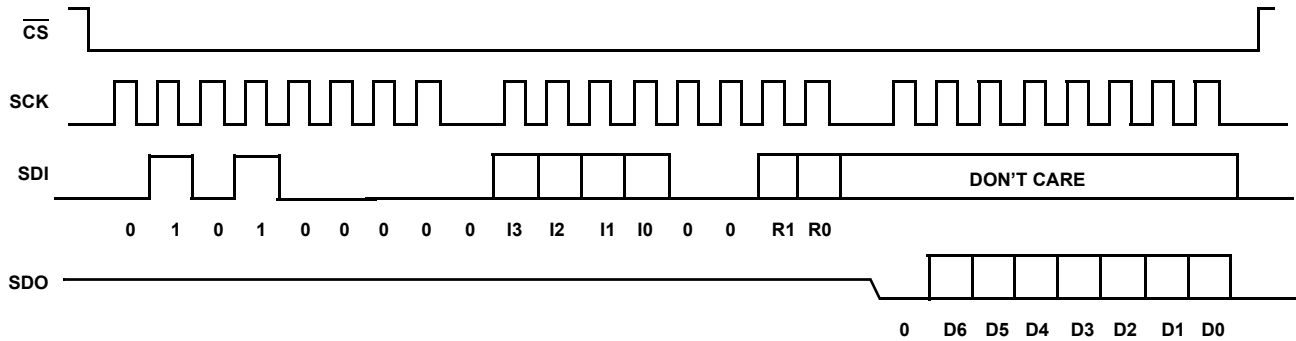 CS
SCK
SDI
DON'T CARE
0 1 0 1 0 0 0 0 0 I3 I2 I1 I0 0 0 R1 R0
SDO
0 D6 D5 D4 D3 D2 D1 D0